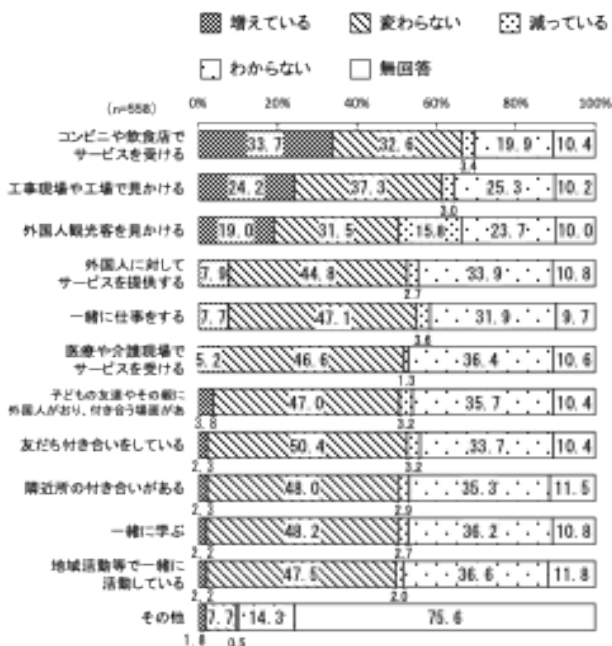 増えている 変わらない 減っている
わからない 無回答
(n=558) 0% 20% 40% 60% 80% 100%
コンビニや飲食店で
サービスを受ける 33.7 32.6 3.4 19.9 10.4
工事現場や工場で見かける 24.2 37.3 3.0 25.3 10.2
外国人観光客を見かける 19.0 31.5 15.8 23.7 10.0
外国人に対して
サービスを提供する 7.9 44.8 2.7 33.9 10.8
一緒に仕事をする 7.7 47.1 3.6 31.9 9.7
医療や介護現場で
サービスを受ける 5.2 46.6 1.3 36.4 10.6
子どもの友達やその親に
外国人がおり、付き合う場面があ 3.8 47.0 3.2 35.7 10.4
友だち付き合いをしている 2.3 50.4 3.2 33.7 10.4
隣近所の付き合いがある 2.3 48.0 2.9 35.3 11.5
一緒に学ぶ 2.2 48.2 2.7 36.2 10.8
地域活動等で一緒に
活動している 2.2 47.5 2.0 36.6 11.8
その他 1.8 7.7 0.5 14.3 75.6